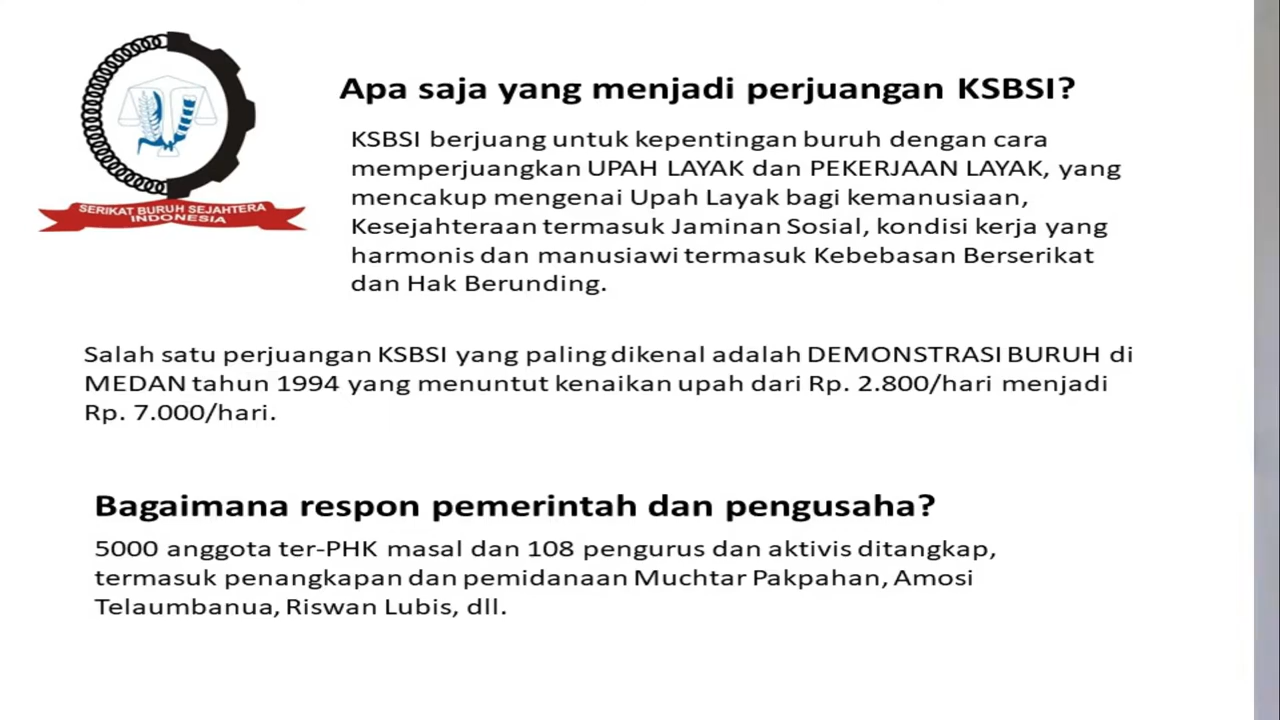 SERIKAT BURUH SEJAHTERA
INDONESIA
Apa saja yang menjadi perjuangan KSBSI?
KSBSI berjuang untuk kepentingan buruh dengan cara
memperjuangkan UPAH LAYAK dan PEKERJAAN LAYAK, yang
mencakup mengenai Upah Layak bagi kemanusiaan,
Kesejahteraan termasuk Jaminan Sosial, kondisi kerja yang
harmonis dan manusiawi termasuk Kebebasan Berserikat
dan Hak Berunding.
Salah satu perjuangan KSBSI yang paling dikenal adalah DEMONSTRASI BURUH di
MEDAN tahun 1994 yang menuntut kenaikan upah dari Rp. 2.800/hari menjadi
Rp. 7.000/hari.
Bagaimana respon pemerintah dan pengusaha?
5000 anggota ter-PHK masal dan 108 pengurus dan aktivis ditangkap,
termasuk penangkapan dan pemidanaan Muchtar Pakpahan, Amosi
Telaumbanua, Riswan Lubis, dll.